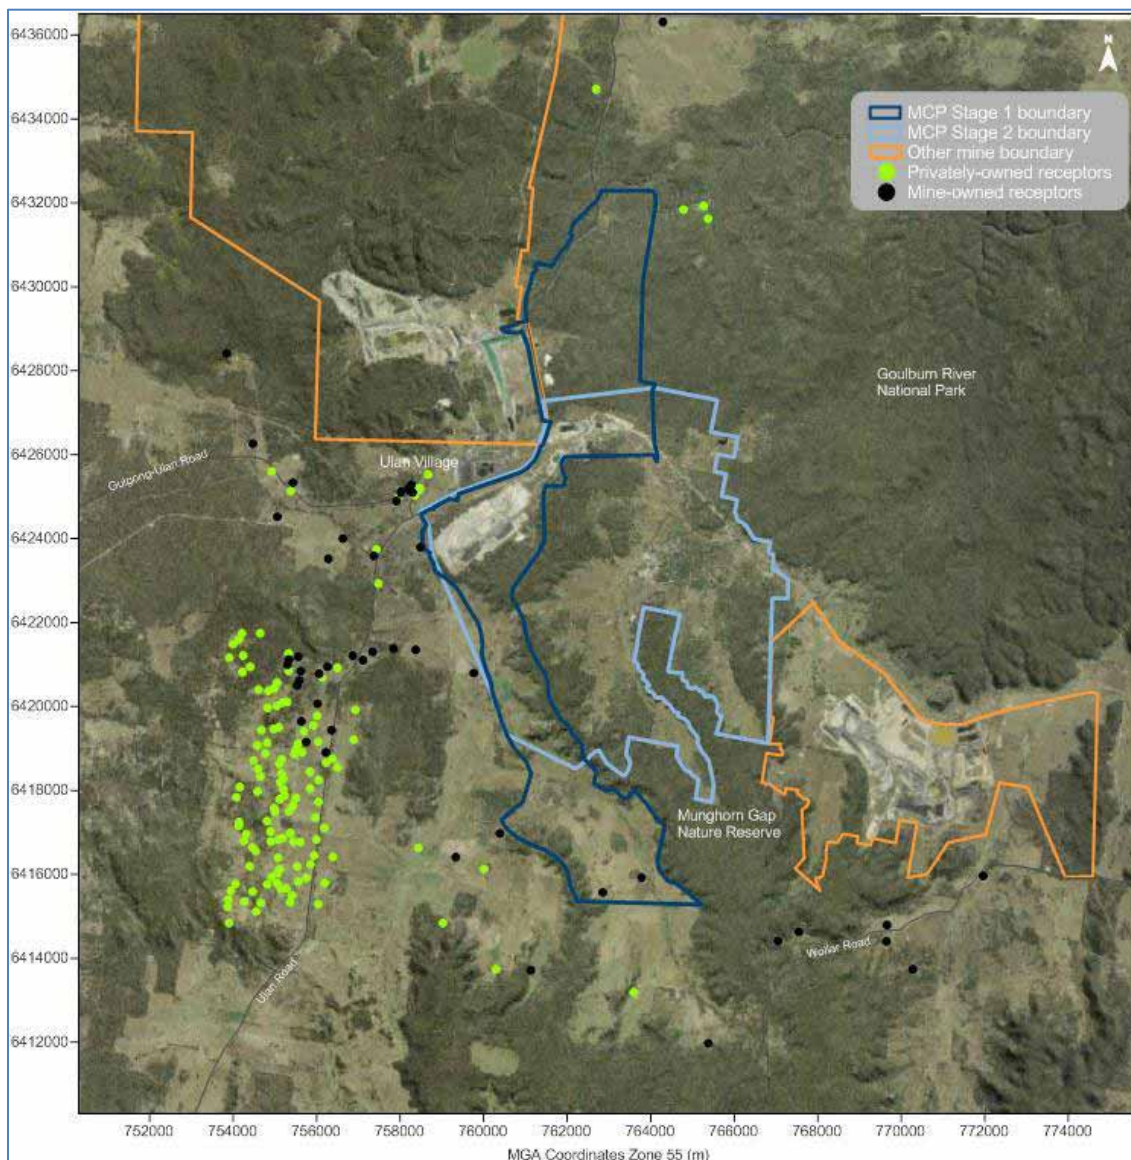 N
MCP Stage 1 boundary
MCP Stage 2 boundary
Other mine boundary
Privately-owned receptors
Mine-owned receptors
6436000
6434000
6432000
6430000
6428000
6426000
6424000
6422000
6420000
6418000
6416000
6414000
6412000
Goulburn River
National Park
Gulgong-Ulan Road
Ulan Village
Munghorn Gap
Nature Reserve
Wollar Road
Ulan Road
752000 754000 756000 758000 760000 762000 764000 766000 768000 770000 772000 774000
MGA Coordinates Zone 55 (m)